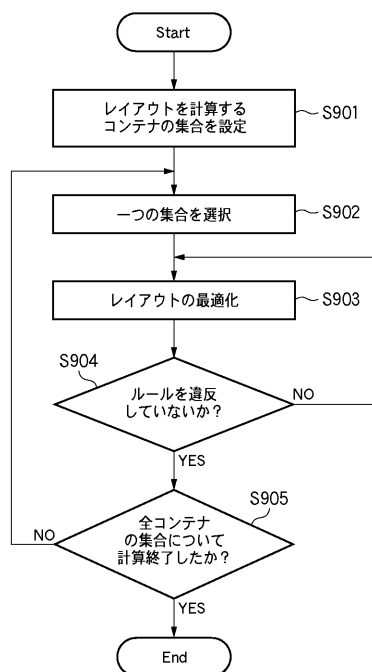 Start
レイアウトを計算する
コンテナの集合を設定
S901
一つの集合を選択
S902
レイアウトの最適化
S903
S904
ルールを違反
していないか？
NO
YES
S905
全コンテナ
の集合について
計算終了したか？
NO
YES
End